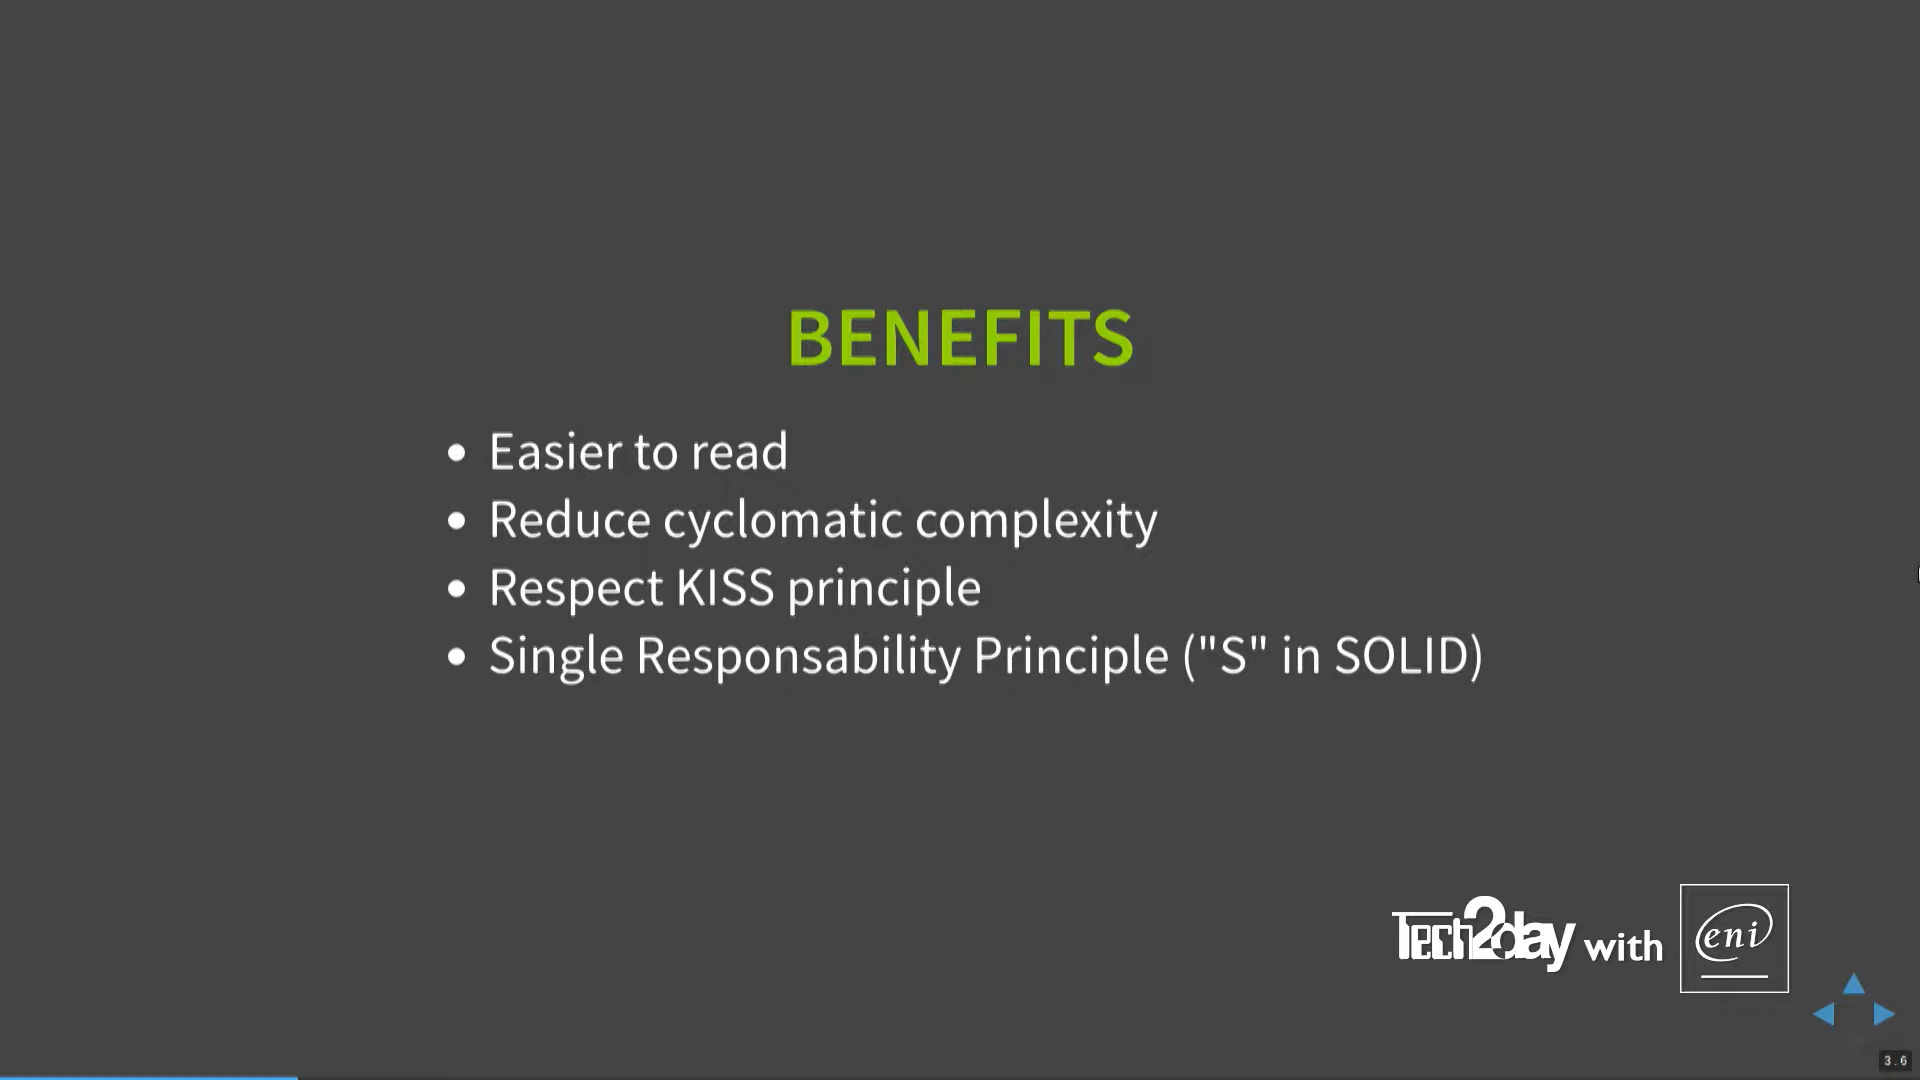 BENEFITS
Easier to read
Reduce cyclomatic complexity
Respect KISS principle
Single Responsability Principle ("S" in SOLID)
Tech2day with eni
3.6